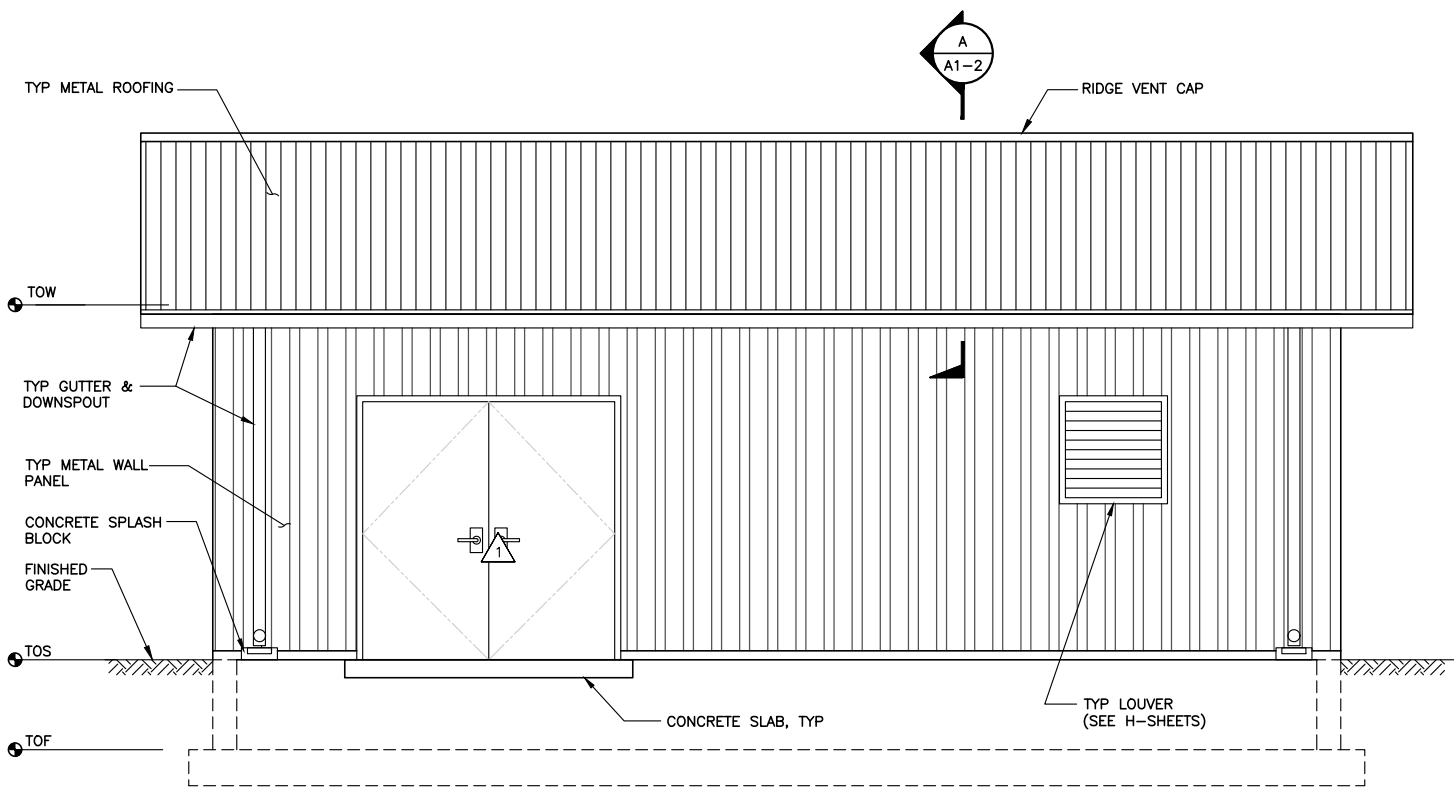 A
A1-2
TYP METAL ROOFING
RIDGE VENT CAP
TOW
TYP GUTTER &
DOWNSPOUT
TYP METAL WALL
PANEL
CONCRETE SPLASH
BLOCK
1
FINISHED
GRADE
TOS
TYP LOUVER
(SEE H-SHEETS)
CONCRETE SLAB, TYP
TOF